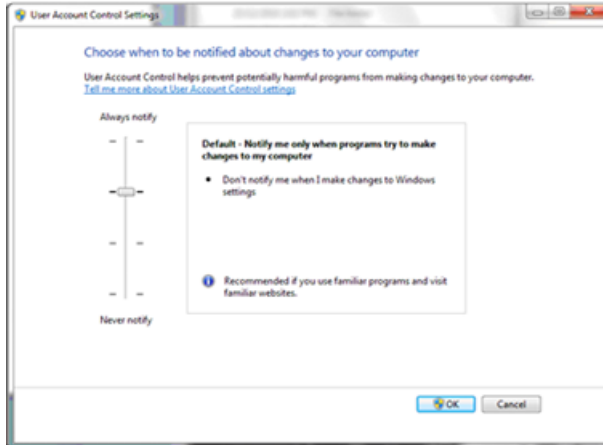 User Account Control Settings
Choose when to be notified about changes to your computer
User Account Control helps prevent potentially harmful programs from making changes to your computer.
Tell me more about User Account Control settings
Always notify
Default - Notify me only when programs try to make
changes to my computer
Don't notify me when I make changes to Windows
settings
Recommended if you use familiar programs and visit
familiar websites.
Never notify
OK
Cancel